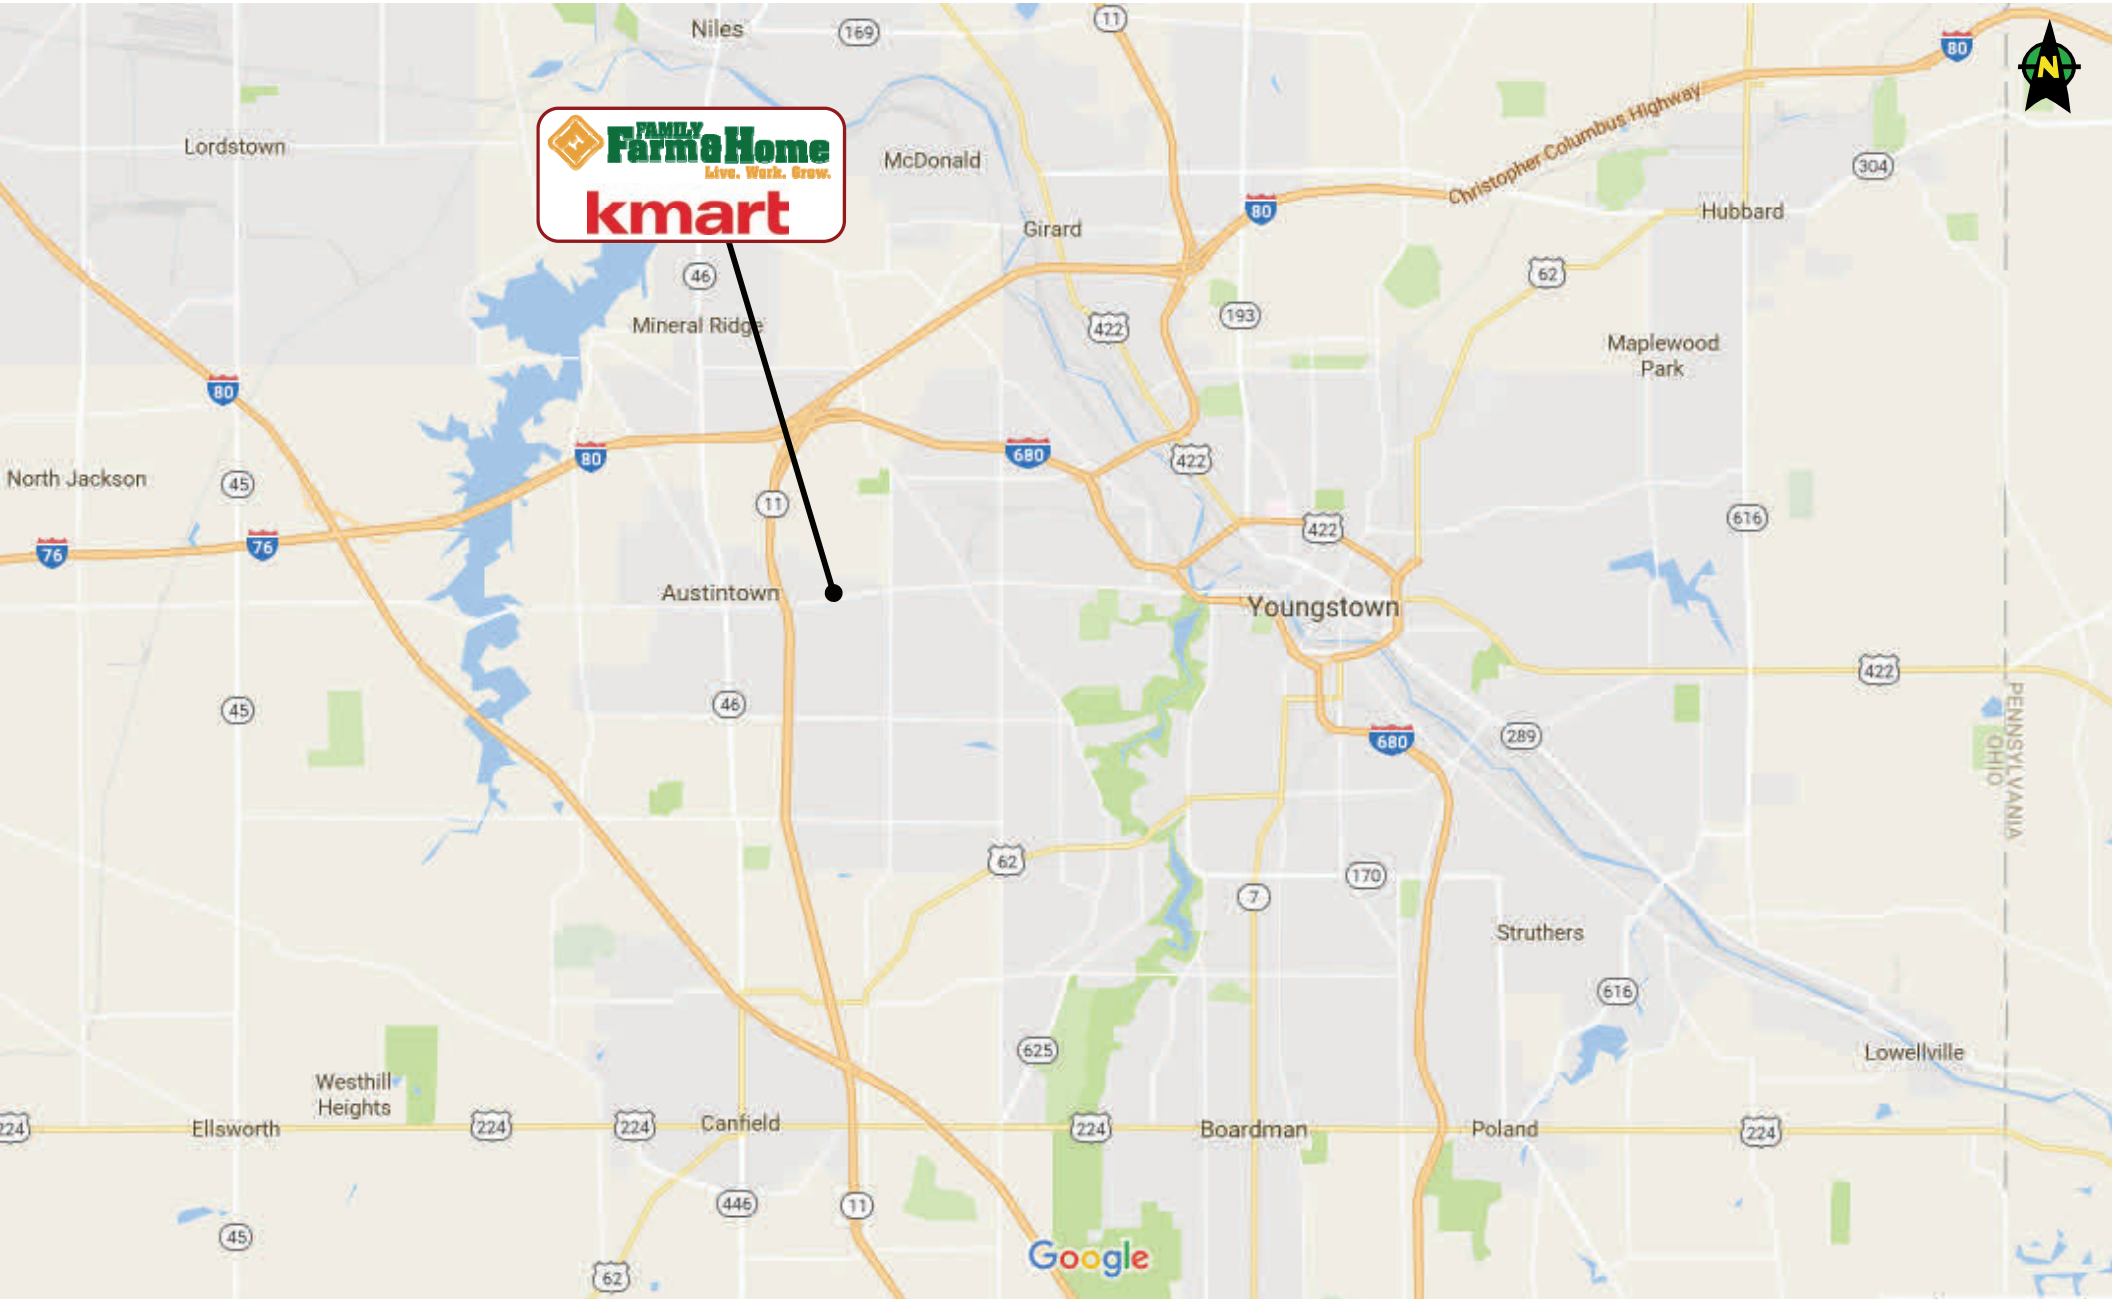 Niles
169
11
80
N
Christopher Columbus Highway
Lordstown
FAMILY
Farm & Home
Live. Work. Grow.
kmart
McDonald
304
80
Hubbard
Girard
46
62
193
422
Mineral Ridge
Maplewood
Park
80
80
680
422
North Jackson
45
11
616
422
76
76
Austintown
Youngstown
422
46
45
PENNSYLVANIA
OHIO
289
680
62
170
7
Struthers
616
625
Lowellville
Westhill
Heights
224
Ellsworth
224
224
Canfield
224
Boardman
Poland
224
446
11
45
Google
62